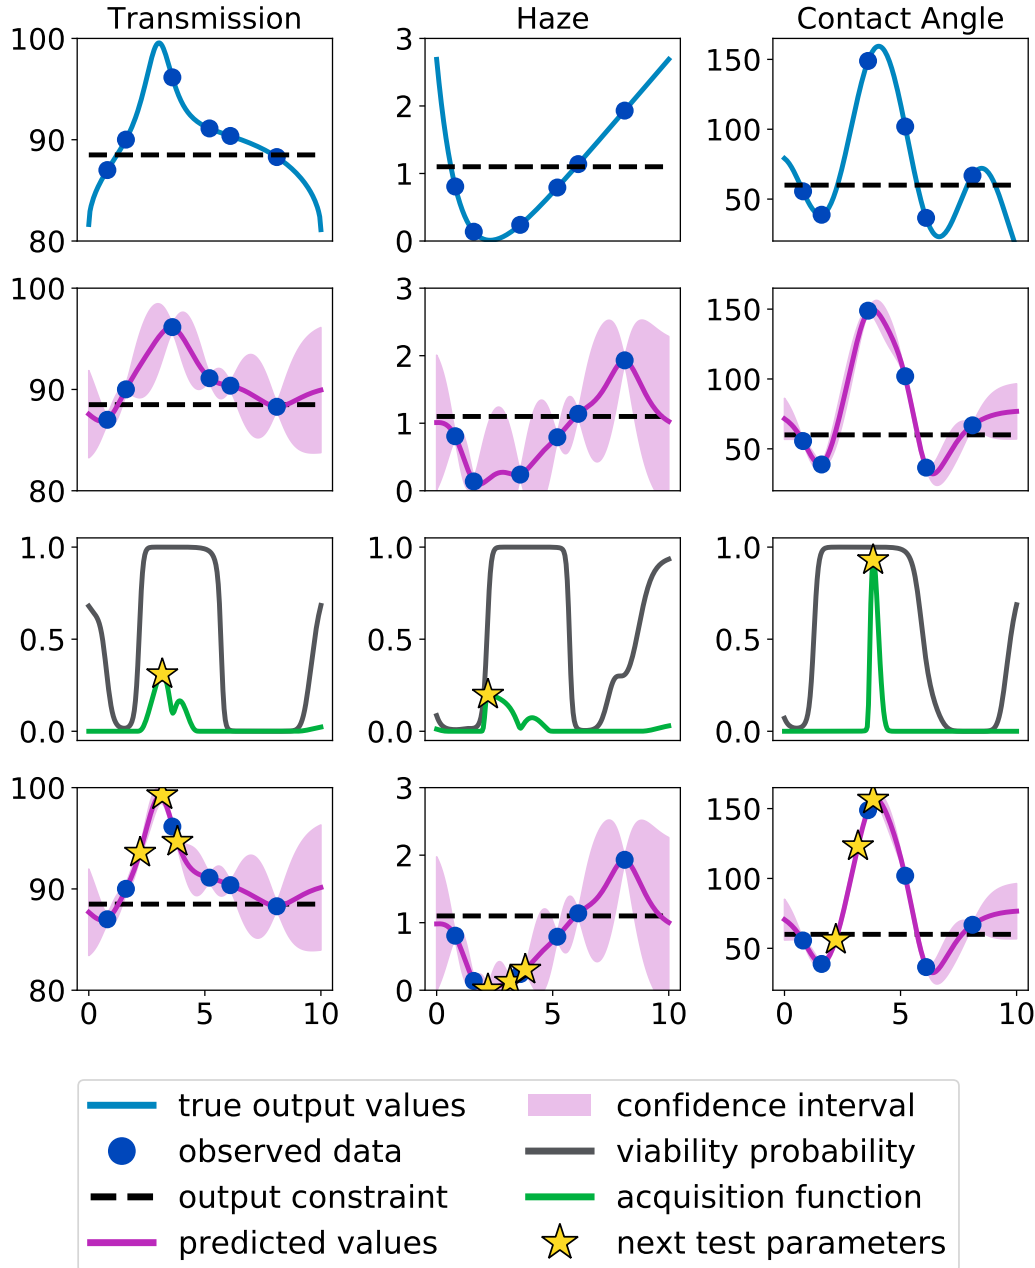 Transmission Haze Contact Angle
100 3 150
90 2 100
80 1 50
0
100 3 150
90 2 100
80 1 50
0
1.0 1.0 1.0
0.5 0.5 0.5
0.0 0.0 0.0
100 3 150
90 2 100
80 1 50
0
0 5 10 0 5 10 0 5 10
true output values confidence interval
observed data viability probability
output constraint acquisition function
predicted values next test parameters